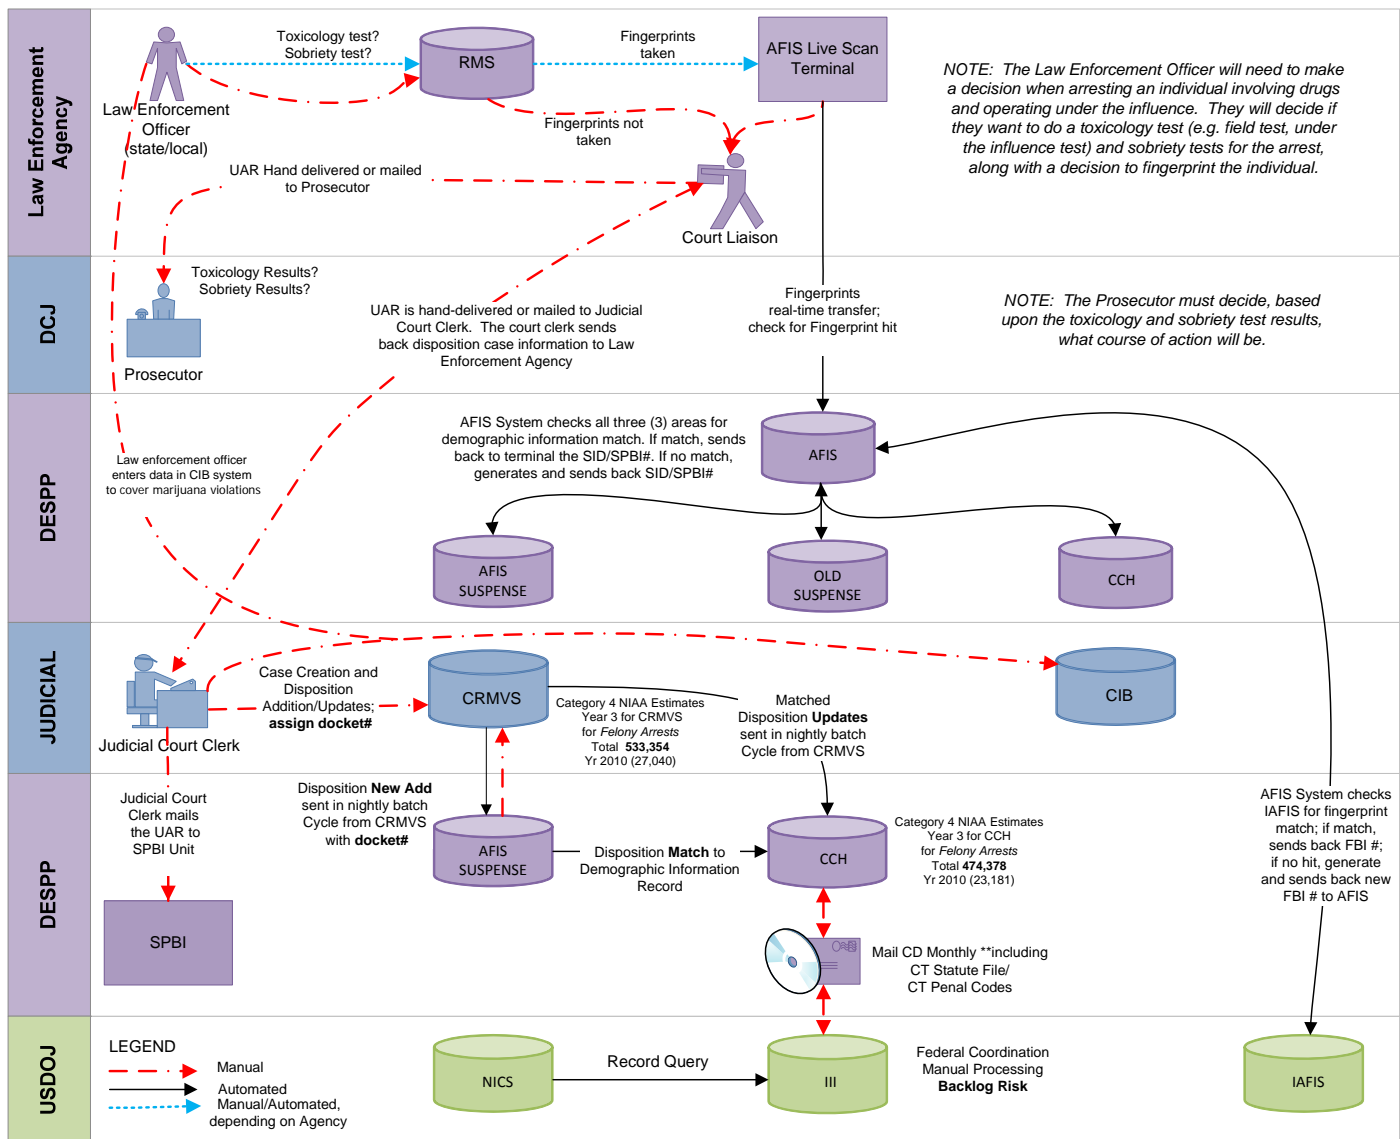 Law Enforcement
Agency
Toxicology test?
Sobriety test?
RMS
Fingerprints
taken
AFIS Live Scan
Terminal
Law Enforcement
Officer
(state/local)
Fingerprints not
taken
UAR Hand delivered or mailed
to Prosecutor
Court Liaison
NOTE: The Law Enforcement Officer will need to make
a decision when arresting an individual involving drugs
and operating under the influence. They will decide if
they want to do a toxicology test (e.g. field test, under
the influence test) and sobriety tests for the arrest,
along with a decision to fingerprint the individual.
DCJ
Toxicology Results?
Sobriety Results?
Prosecutor
UAR is hand-delivered or mailed to Judicial
Court Clerk. The court clerk sends
back disposition case information to Law
Enforcement Agency
Fingerprints
real-time transfer;
check for Fingerprint hit
NOTE: The Prosecutor must decide, based
upon the toxicology and sobriety test results,
what course of action will be.
DESPP
Law enforcement officer
enters data in CIB system
to cover marijuana violations
AFIS System checks all three (3) areas for
demographic information match. If match, sends
back to terminal the SID/SPBI#. If no match,
generates and sends back SID/SPBI#
AFIS
AFIS
SUSPENSE
OLD
SUSPENSE
CCH
JUDICIAL
Judicial Court Clerk
Case Creation and
Disposition
Addition/Updates;
assign docket#
CRMVS
Category 4 NIAA Estimates
Year 3 for CRMVS
for Felony Arrests
Total 533,354
Yr 2010 (27,040)
Matched
Disposition Updates
sent in nightly batch
Cycle from CRMVS
CIB
DESPP
Judicial Court
Clerk mails
the UAR to
SPBI Unit
SPBI
Disposition New Add
sent in nightly batch
Cycle from CRMVS
with docket#
AFIS
SUSPENSE
Disposition Match to
Demographic Information
Record
CCH
Category 4 NIAA Estimates
Year 3 for CCH
for Felony Arrests
Total 474,378
Yr 2010 (23,181)
Mail CD Monthly **including
CT Statute File/
CT Penal Codes
AFIS System checks
IAFIS for fingerprint
match; if match,
sends back FBI #;
if no hit, generate
and sends back new
FBI # to AFIS
USDOJ
LEGEND
Manual
Automated
Manual/Automated,
depending on Agency
NICS
Record Query
III
Federal Coordination
Manual Processing
Backlog Risk
IAFIS